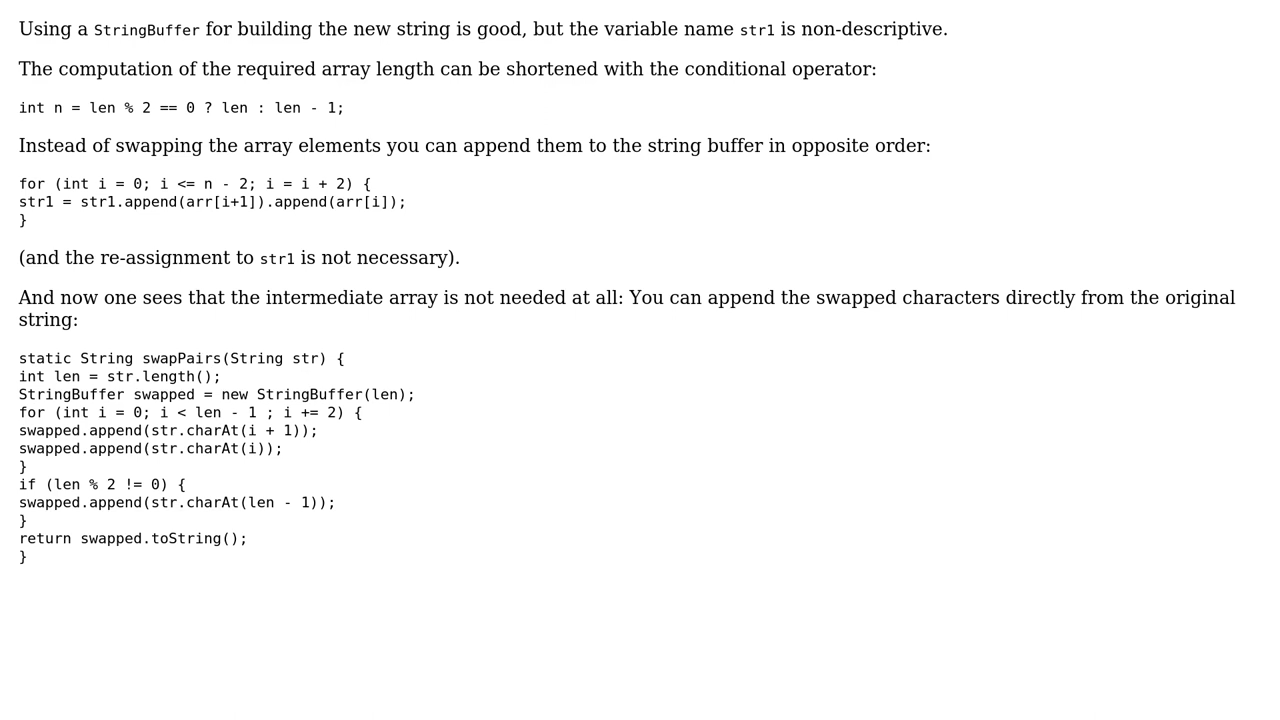 Using a StringBuffer for building the new string is good, but the variable name str1 is non-descriptive.
The computation of the required array length can be shortened with the conditional operator:
int n = len % 2 == 0 ? len : len - 1;
Instead of swapping the array elements you can append them to the string buffer in opposite order:
for (int i = 0; i <= n - 2; i = i + 2) {
str1 = str1.append(arr[i+1]).append(arr[i]);
}
(and the re-assignment to str1 is not necessary).
And now one sees that the intermediate array is not needed at all: You can append the swapped characters directly from the original
string:
static String swapPairs(String str) {
int len = str.length();
StringBuffer swapped = new StringBuffer(len);
for (int i = 0; i < len - 1 ; i += 2) {
swapped.append(str.charAt(i + 1));
swapped.append(str.charAt(i));
}
if (len % 2 != 0) {
swapped.append(str.charAt(len - 1));
}
return swapped.toString();
}